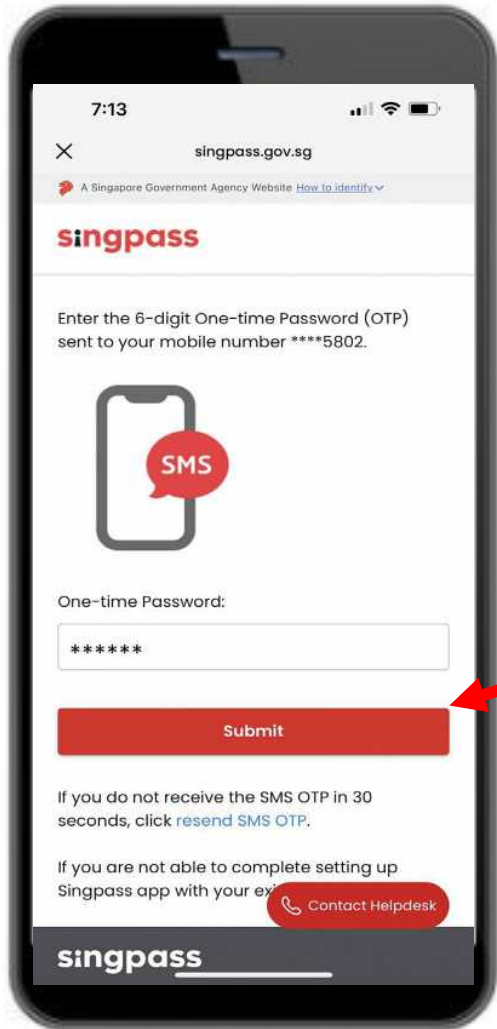 7:13
singpass.gov.sg
A Singapore Government Agency Website How to identify
singpass
Enter the 6-digit One-time Password (OTP)
sent to your mobile number ****5802.
SMS
One-time Password:
******
Submit
If you do not receive the SMS OTP in 30
seconds, click resend SMS OTP.
If you are not able to complete setting up
Singpass app with your
Contact Helpdesk
singpass